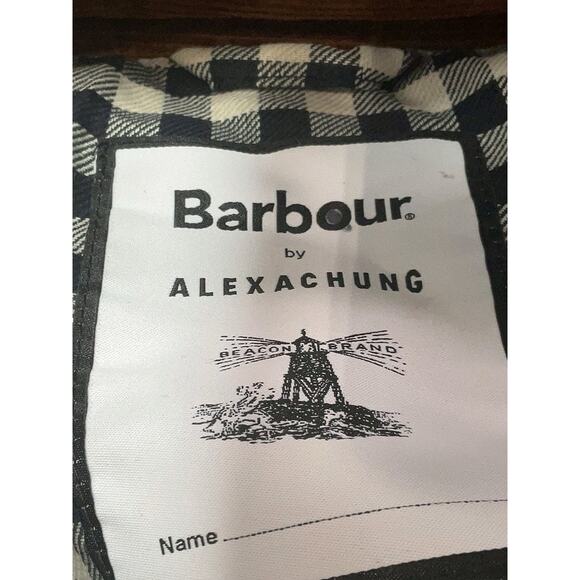 Barbour®
by
ALEXACHUNG
BEACON BRAND
Name